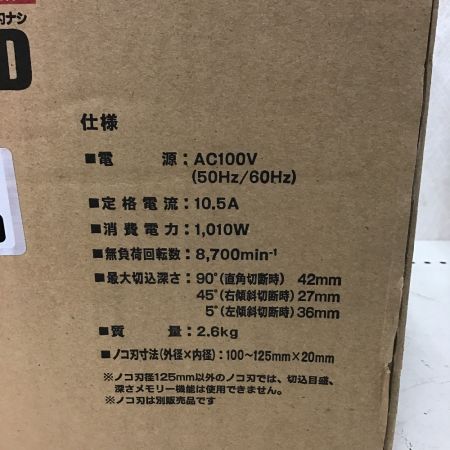 刃ナシ
D
仕様
■電 源:AC100V
(50Hz/60Hz)
■定格電流:10.5A
■消費電力:1,010W
■無負荷回転数:8,700min⁻¹
■最大切込深さ:90°(直角切断時) 42mm
45°(右傾斜切断時)27mm
5°(左傾斜切断時)36mm
■質 量:2.6kg
■ノコ刃寸法(外径×内径):100〜125mm×20mm
※ノコ刃径125mm以外のノコ刃では、切込目盛、
深さメモリー機能は使用できません。
※ノコ刃は別販売品です